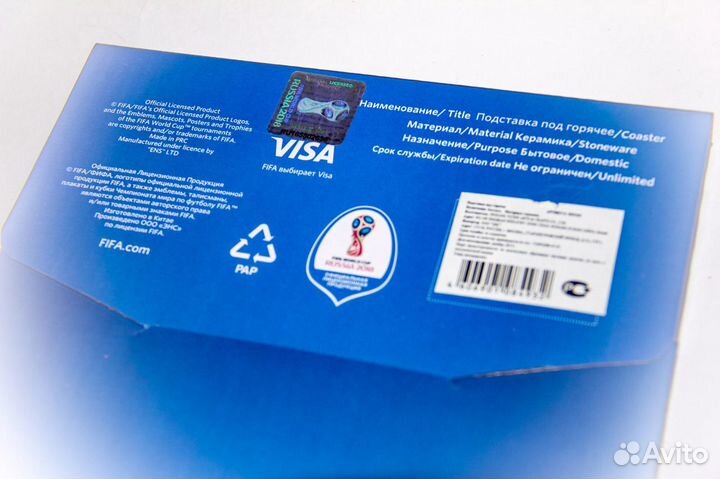 Official Licensed Product
© FIFA/FIFA's Official Licensed Product Logos,
and the Emblems, Mascots, Posters and Trophies
of the FIFA World Cup™ tournaments
are copyrights and/or trademarks of FIFA.
Made in PRC
Manufactured under licence by
"ENS" LTD
Официальная Лицензионная Продукция
© FIFA/ФИФА, логотипы официальной лицензионной
продукции FIFA, а также эмблемы, талисманы,
плакаты и кубки Чемпионата мира по футболу FIFA™
являются объектами авторского права
и/или товарными знаками FIFA.
Изготовлено в Китае
Произведено ООО «ЭНС»
по лицензии FIFA.
FIFA.com
PAP
RUSSIA 2018
VISA
FIFA выбирает Visa
FIFA WORLD CUP
RUSSIA 2018
ОФИЦИАЛЬНАЯ
ЛИЦЕНЗИОННАЯ
ПРОДУКЦИЯ
Наименование/ Title Подставка под горячее/Coaster
Материал/Material Керамика/Stoneware
Назначение/Purpose Бытовое/Domestic
Срок службы/Expiration date Не ограничен/Unlimited
Avito